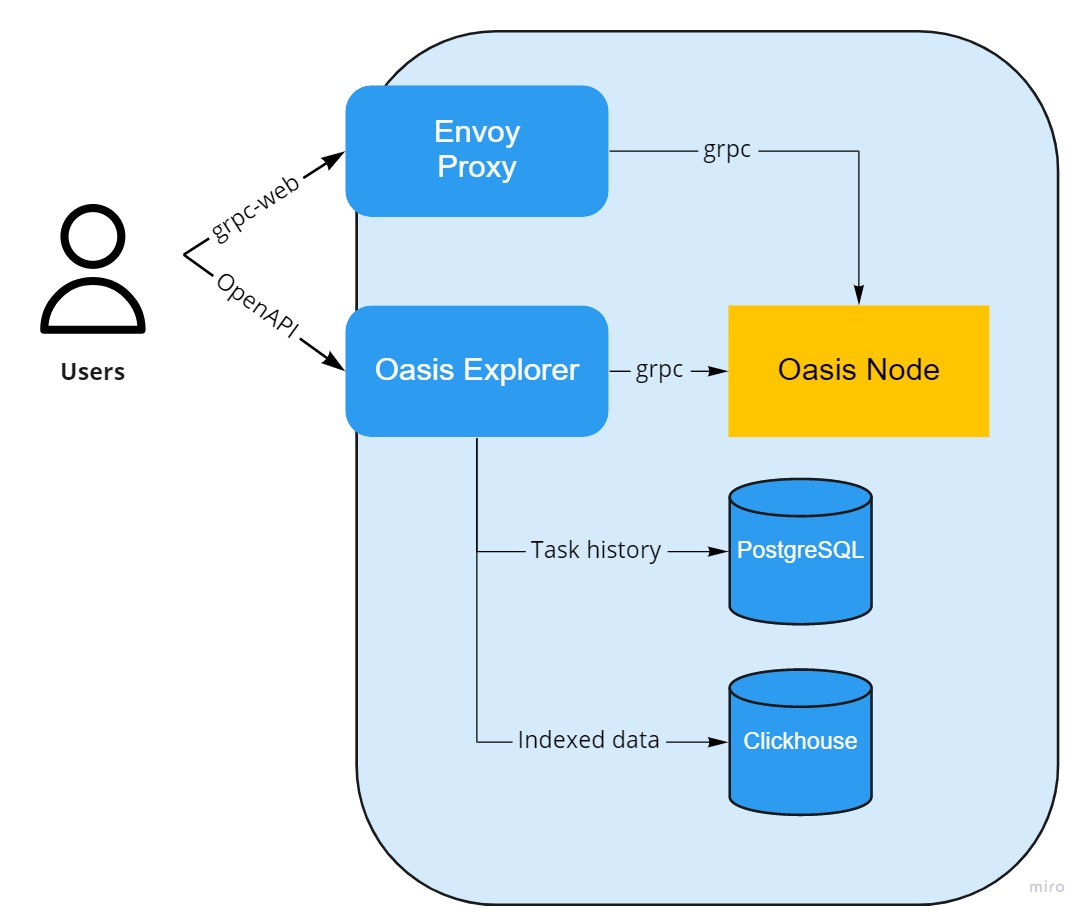 Envoy
Proxy
grpc
grpc-web
OpenAPI
Users
Oasis Explorer
grpc
Oasis Node
Task history
PostgreSQL
Indexed data
Clickhouse
miro